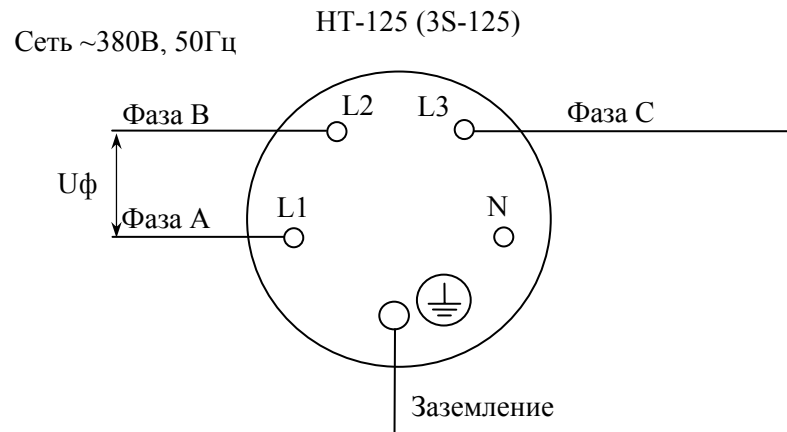 НТ-125 (3S-125)
Сеть ~380В, 50Гц
Фаза В
L2
L3
Фаза С
Uф
Фаза А
L1
N
Заземление